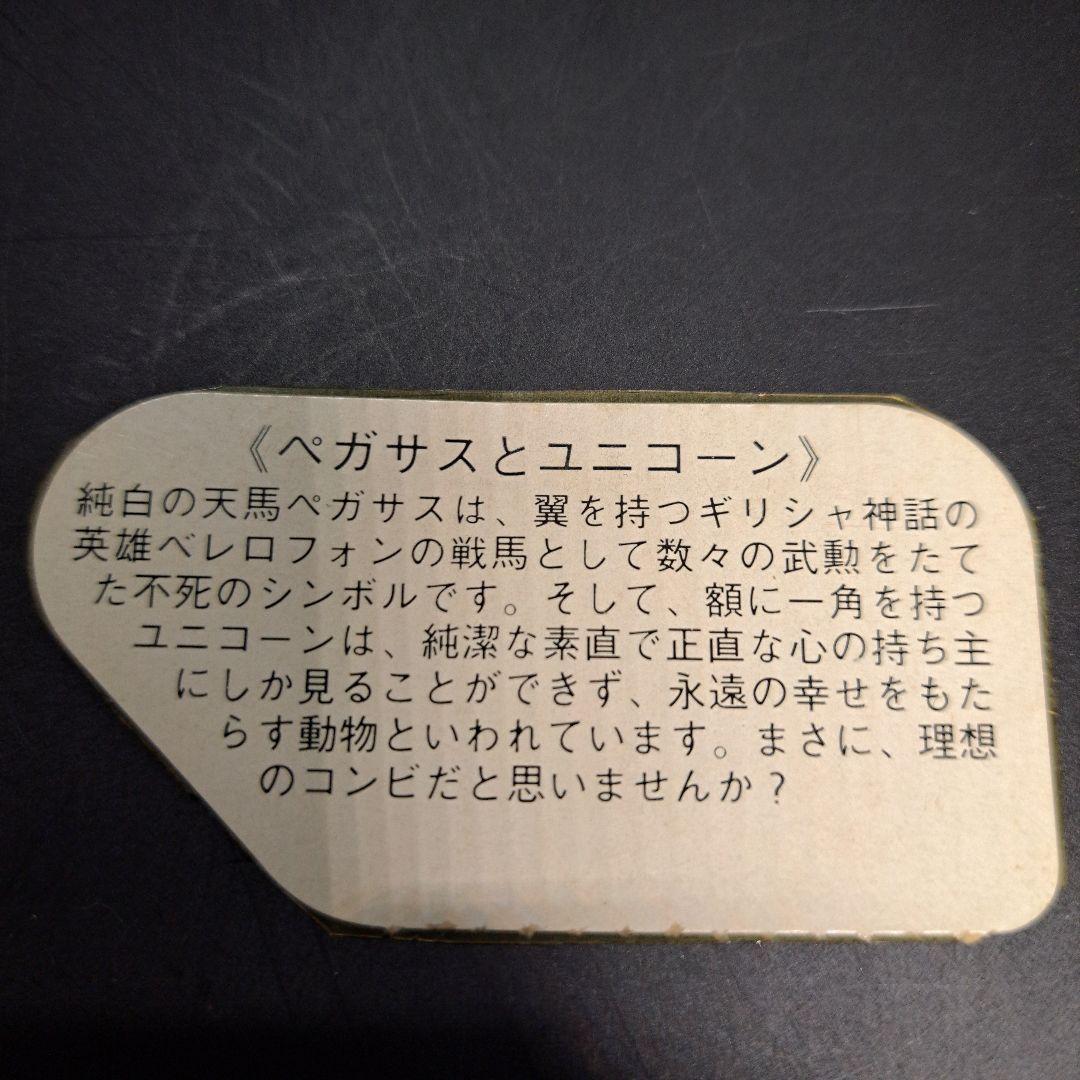 《ペガサスとユニコーン》
純白の天馬ペガサスは、翼を持つギリシャ神話の
英雄ベレロフォンの戦馬として数々の武勲をたて
た不死のシンボルです。そして、額に一角を持つ
ユニコーンは、純潔な素直で正直な心の持ち主
にしか見ることができず、永遠の幸せをもた
らす動物といわれています。まさに、理想
のコンビだと思いませんか？